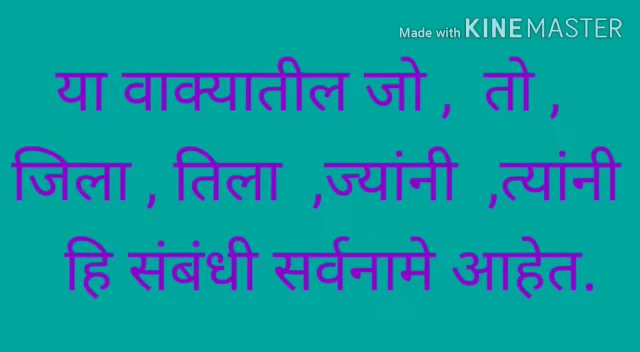 Made with KINEMASTER
या वाक्यातील जो , तो ,
जिला , तिला ,ज्यांनी ,त्यांनी
हि संबंधी सर्वनामे आहेत.